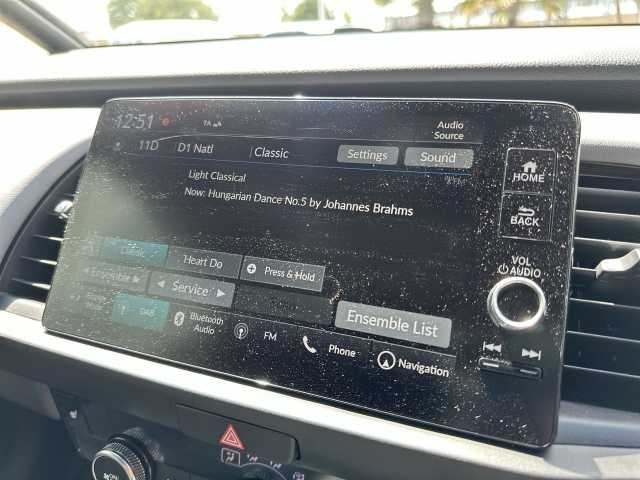 12:51 TA
Audio
Source
11D D1 Natl Classic Settings Sound
Light Classical
Now: Hungarian Dance No.5 by Johannes Brahms
HOME
BACK
VOL
AUDIO
Classic Heart Do Press & Hold
Ensemble Service
Ensemble List
DAB Bluetooth
Audio FM Phone Navigation